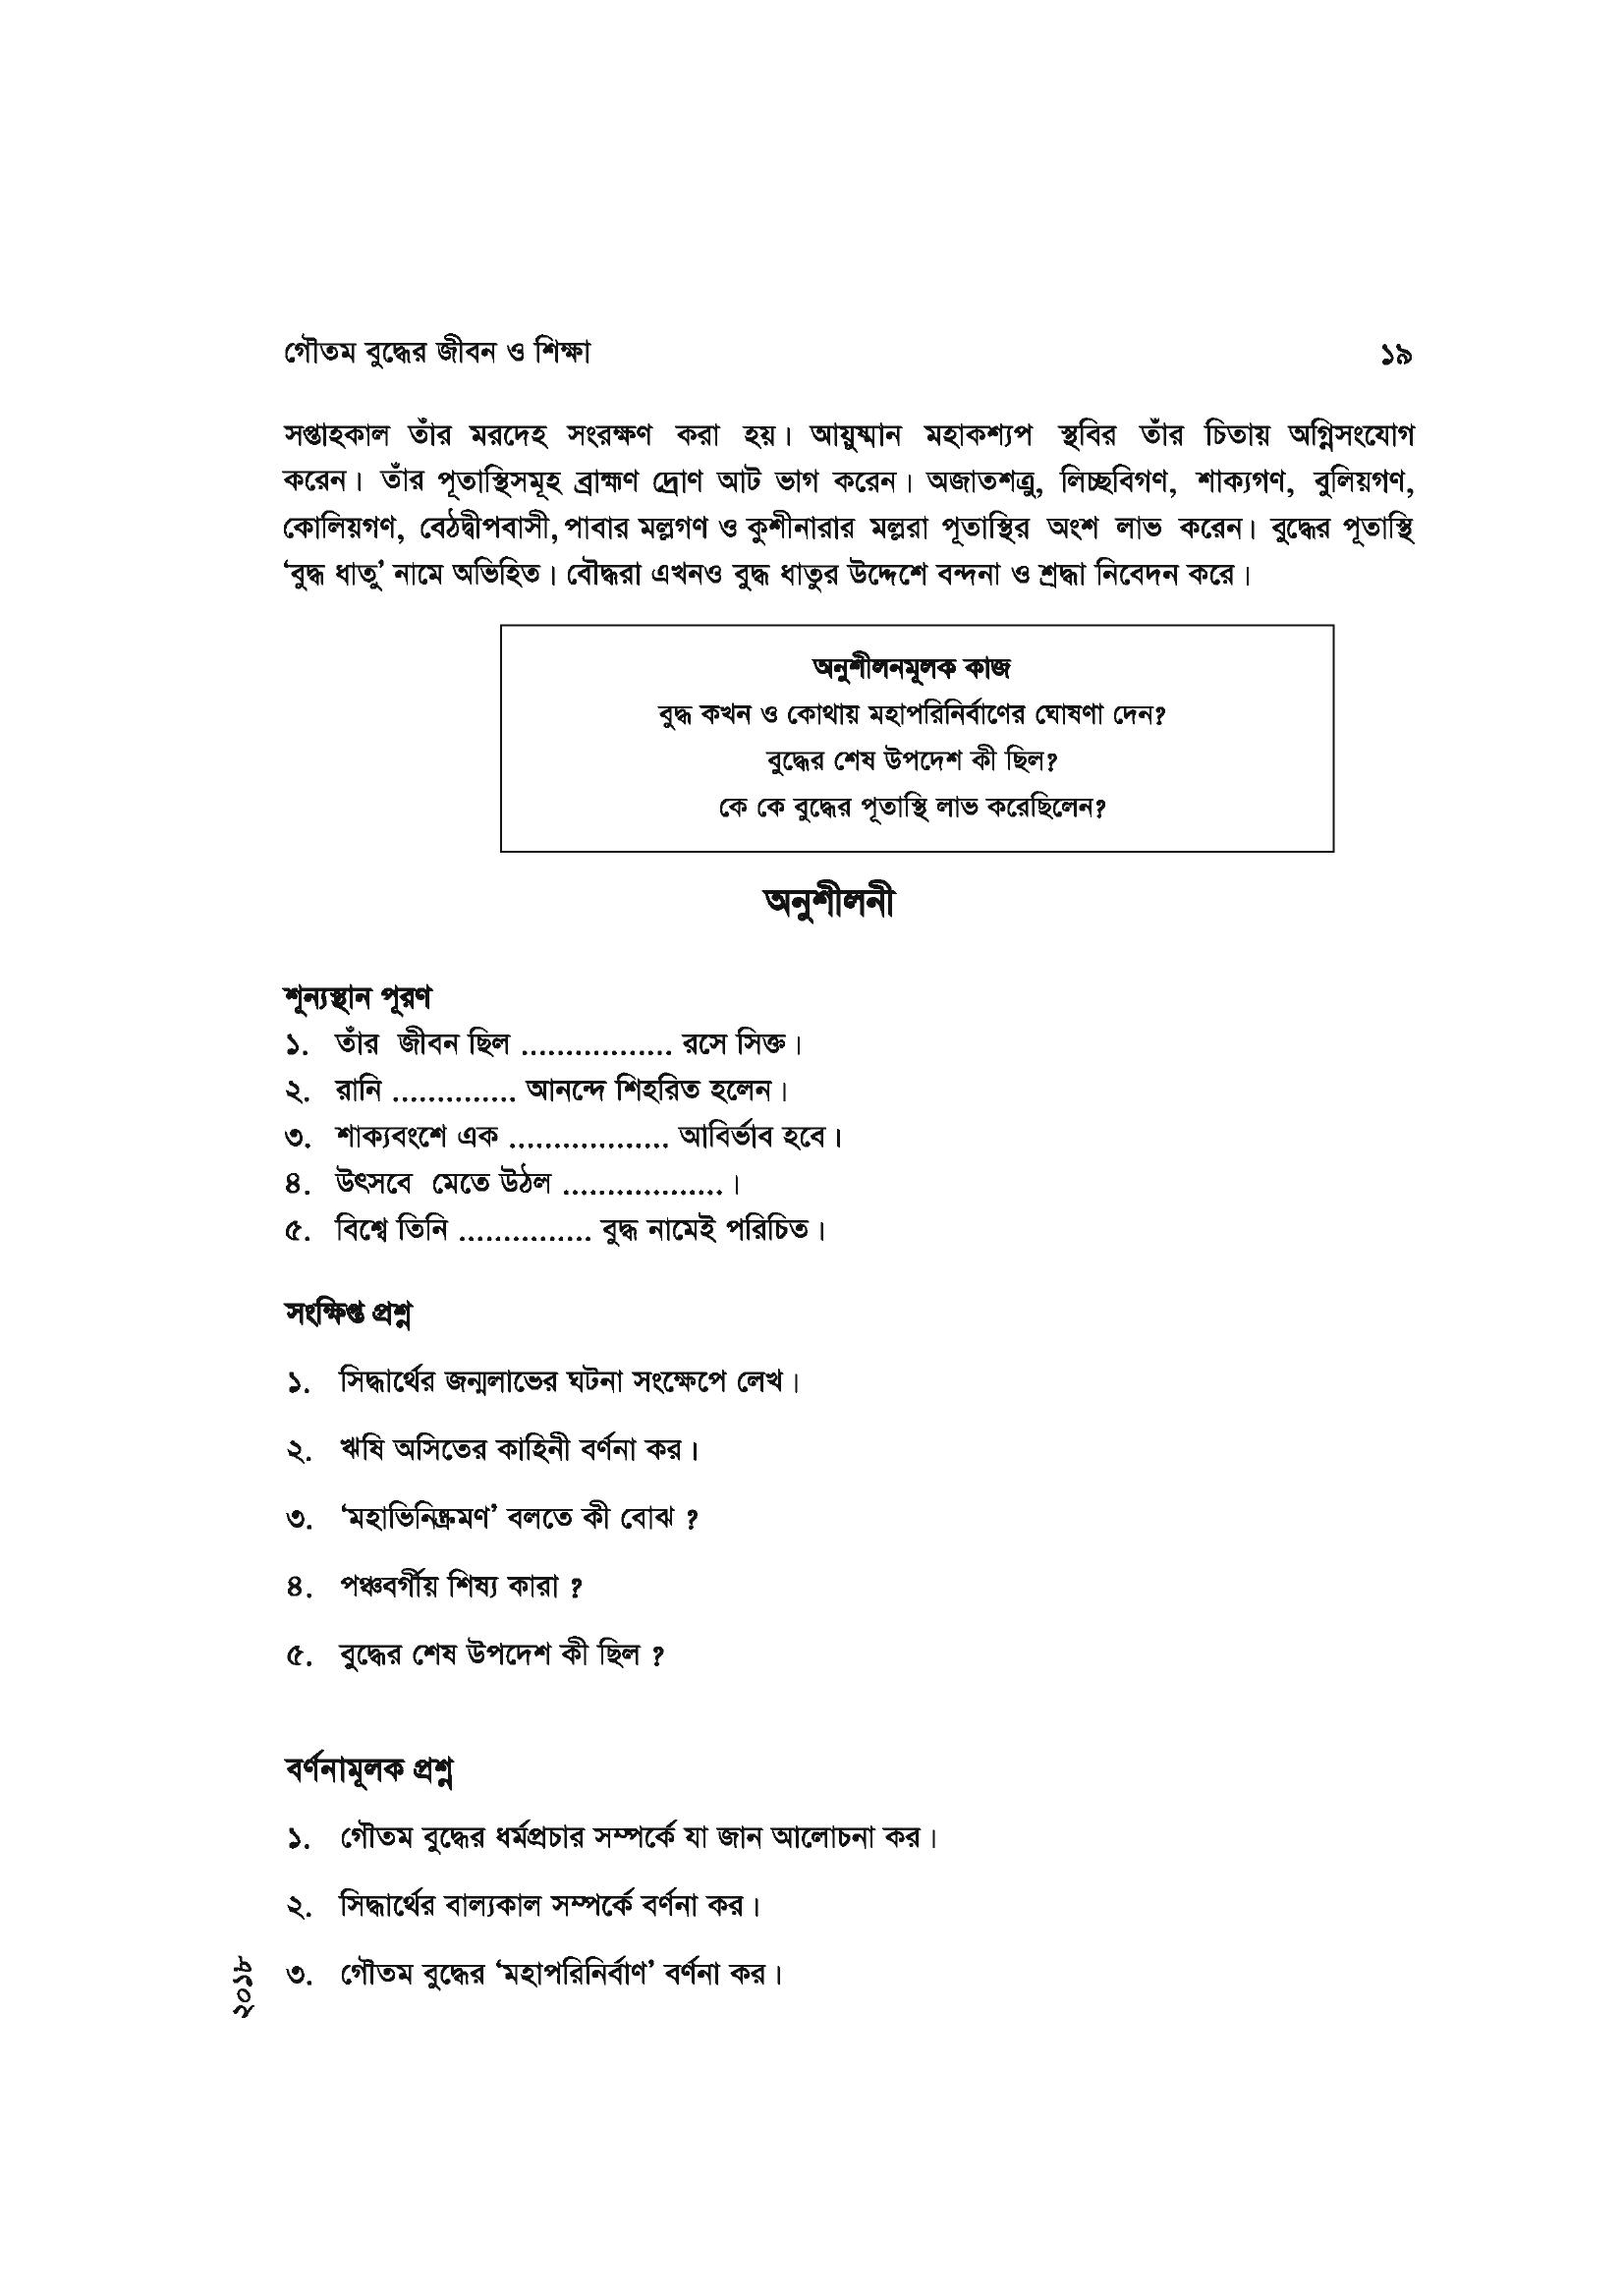 গৌতম বুদ্ধের জীবন ও শিক্ষা ১৯
সপ্তাহকাল তাঁর মরদেহ সংরক্ষণ করা হয়। আয়ুষ্মান মহাকশ্যপ স্থবির তাঁর চিতায় অগ্নিসংযোগ
করেন। তাঁর পূতাস্থিসমূহ ব্রাহ্মণ দ্রোণ আট ভাগ করেন। অজাতশত্রু, লিচ্ছবিগণ, শাক্যগণ, বুলিয়গণ,
কোলিয়গণ, বেঠদ্বীপবাসী, পাবার মল্লগণ ও কুশীনারার মল্লরা পূতাস্থির অংশ লাভ করেন। বুদ্ধের পূতাস্থি
‘বুদ্ধ ধাতু’ নামে অভিহিত। বৌদ্ধরা এখনও বুদ্ধ ধাতুর উদ্দেশে বন্দনা ও শ্রদ্ধা নিবেদন করে।
অনুশীলনমূলক কাজ
বুদ্ধ কখন ও কোথায় মহাপরিনির্বাণের ঘোষণা দেন?
বুদ্ধের শেষ উপদেশ কী ছিল?
কে কে বুদ্ধের পূতাস্থি লাভ করেছিলেন?
অনুশীলনী
শূন্যস্থান পূরণ
১. তাঁর জীবন ছিল ................. রসে সিক্ত।
২. রানি .............. আনন্দে শিহরিত হলেন।
৩. শাক্যবংশে এক .................. আবির্ভাব হবে।
৪. উৎসবে মেতে উঠল ..................।
৫. বিশ্বে তিনি ............... বুদ্ধ নামেই পরিচিত।
সংক্ষিপ্ত প্রশ্ন
১. সিদ্ধার্থের জন্মলাভের ঘটনা সংক্ষেপে লেখ।
২. ঋষি অসিতের কাহিনী বর্ণনা কর।
৩. ‘মহাভিনিষ্ক্রমণ’ বলতে কী বোঝ ?
৪. পঞ্চবর্গীয় শিষ্য কারা ?
৫. বুদ্ধের শেষ উপদেশ কী ছিল ?
বর্ণনামূলক প্রশ্ন
১. গৌতম বুদ্ধের ধর্মপ্রচার সম্পর্কে যা জান আলোচনা কর।
২. সিদ্ধার্থের বাল্যকাল সম্পর্কে বর্ণনা কর।
৩. গৌতম বুদ্ধের ‘মহাপরিনির্বাণ’ বর্ণনা কর।
২০১৮